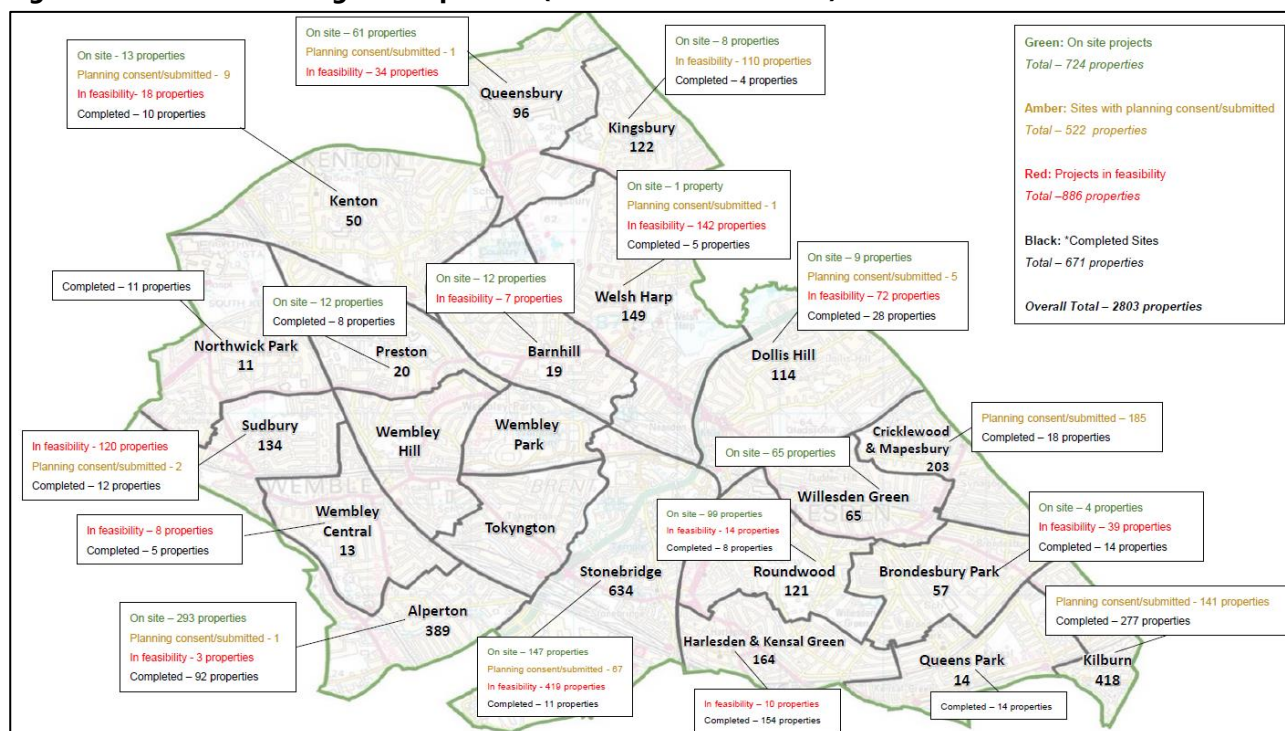 On site - 13 properties
Planning consent/submitted - 9
In feasibility- 18 properties
Completed – 10 properties
On site – 61 properties
Planning consent/submitted - 1
In feasibility – 34 properties
On site – 8 properties
In feasibility - 110 properties
Completed – 4 properties
Green: On site projects
Total – 724 properties
Amber: Sites with planning consent/submitted
Total – 522 properties
Red: Projects in feasibility
Total –886 properties
Black: *Completed Sites
Total – 671 properties
Overall Total – 2803 properties
Queensbury
96
Kingsbury
122
KENTON
Kenton
50
On site – 1 property
Planning consent/submitted - 1
In feasibility – 142 properties
Completed – 5 properties
On site – 9 properties
Planning consent/submitted - 5
In feasibility – 72 properties
Completed – 28 properties
Completed – 11 properties
On site – 12 properties
Completed – 8 properties
On site – 12 properties
In feasibility – 7 properties
Welsh Harp
149
Northwick Park
11
Preston
20
Barnhill
19
Dollis Hill
114
In feasibility - 120 properties
Planning consent/submitted - 2
Completed – 12 properties
Sudbury
134
Wembley
Hill
Wembley
Park
Cricklewood
& Mapesbury
203
Planning consent/submitted – 185
Completed – 18 properties
On site – 65 properties
Willesden Green
65
In feasibility – 8 properties
Completed – 5 properties
Wembley
Central
13
Tokyngton
On site – 99 properties
In feasibility - 14 properties
Completed – 8 properties
On site – 4 properties
In feasibility – 39 properties
Completed – 14 properties
Stonebridge
634
Roundwood
121
Brondesbury Park
57
On site – 293 properties
Planning consent/submitted - 1
In feasibility - 3 properties
Completed – 92 properties
Alperton
389
On site – 147 properties
Planning consent/submitted – 67
In feasibility – 419 properties
Completed – 11 properties
Harlesden & Kensal Green
164
In feasibility – 10 properties
Completed – 154 properties
Queens Park
14
Completed – 14 properties
Planning consent/submitted - 141 properties
Completed – 277 properties
Kilburn
418